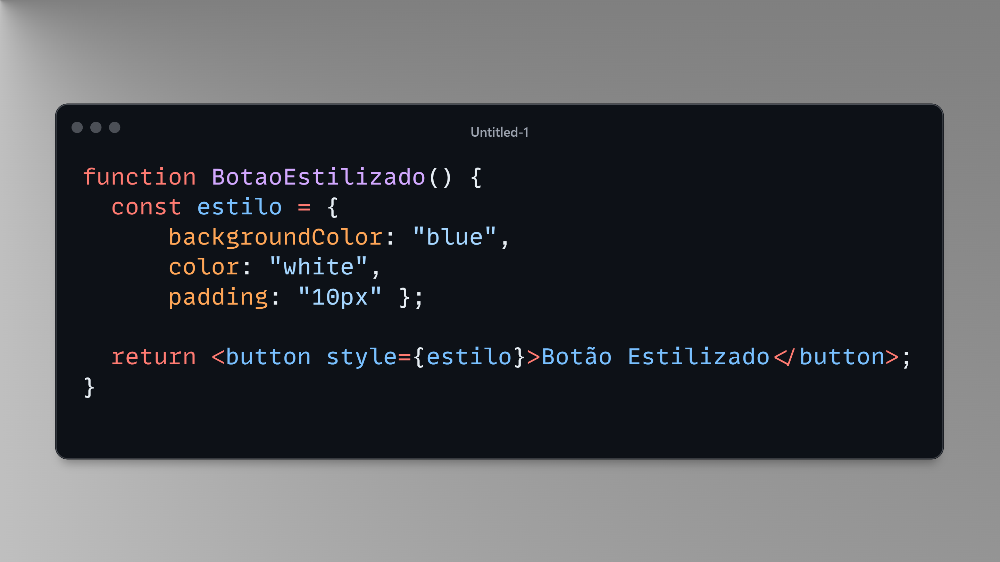 Untitled-1
function BotaoEstilizado() {
  const estilo = {
      backgroundColor: "blue",
      color: "white",
      padding: "10px" };
  return <button style={estilo}>Botão Estilizado</button>;
}